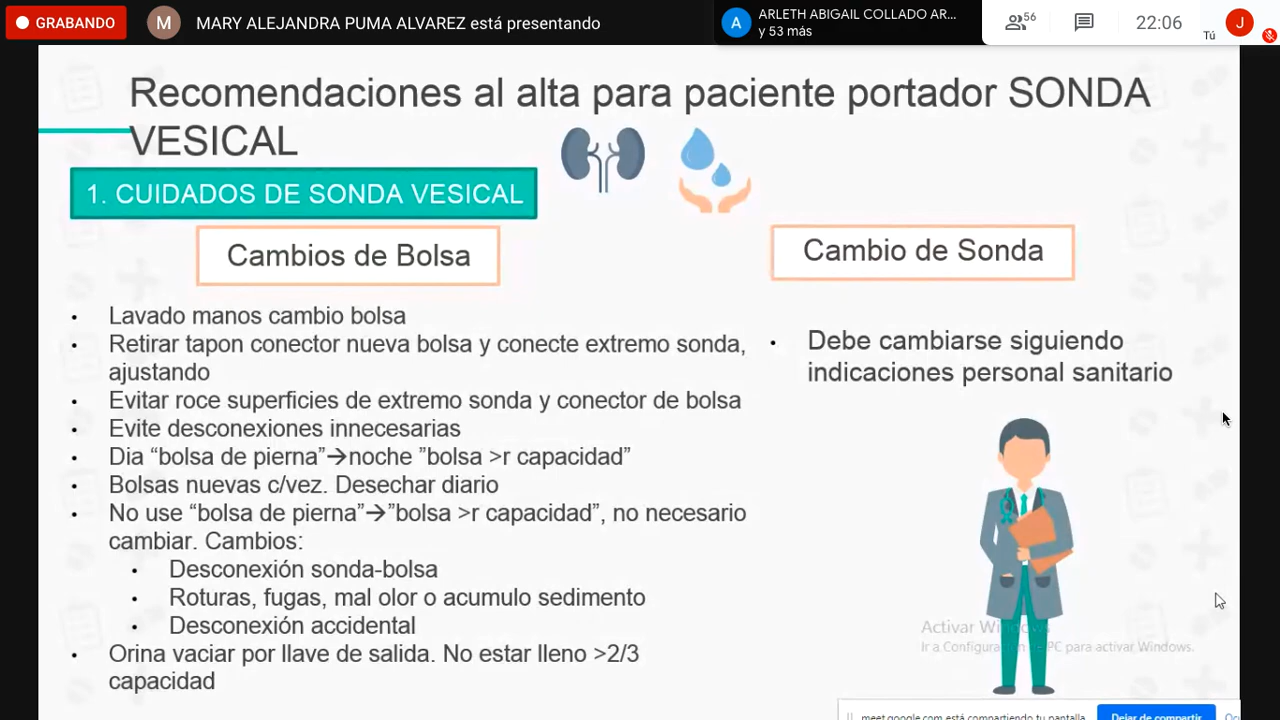 GRABANDO
M
MARY ALEJANDRA PUMA ALVAREZ está presentando
A
ARLETH ABIGAIL COLLADO AR...
y 53 más
56
22:06
Tú
J
Recomendaciones al alta para paciente portador SONDA
VESICAL
1. CUIDADOS DE SONDA VESICAL
Cambios de Bolsa
• Lavado manos cambio bolsa
• Retirar tapon conector nueva bolsa y conecte extremo sonda,
ajustando
• Evitar roce superficies de extremo sonda y conector de bolsa
• Evite desconexiones innecesarias
• Dia “bolsa de pierna”→noche ”bolsa >r capacidad”
• Bolsas nuevas c/vez. Desechar diario
• No use “bolsa de pierna”→”bolsa >r capacidad”, no necesario
cambiar. Cambios:
• Desconexión sonda-bolsa
• Roturas, fugas, mal olor o acumulo sedimento
• Desconexión accidental
• Orina vaciar por llave de salida. No estar lleno >2/3
capacidad
Cambio de Sonda
• Debe cambiarse siguiendo
indicaciones personal sanitario
Activar Windows
Ir a Configuración de PC para activar Windows.
meet.google.com está compartiendo tu pantalla.
Dejar de compartir